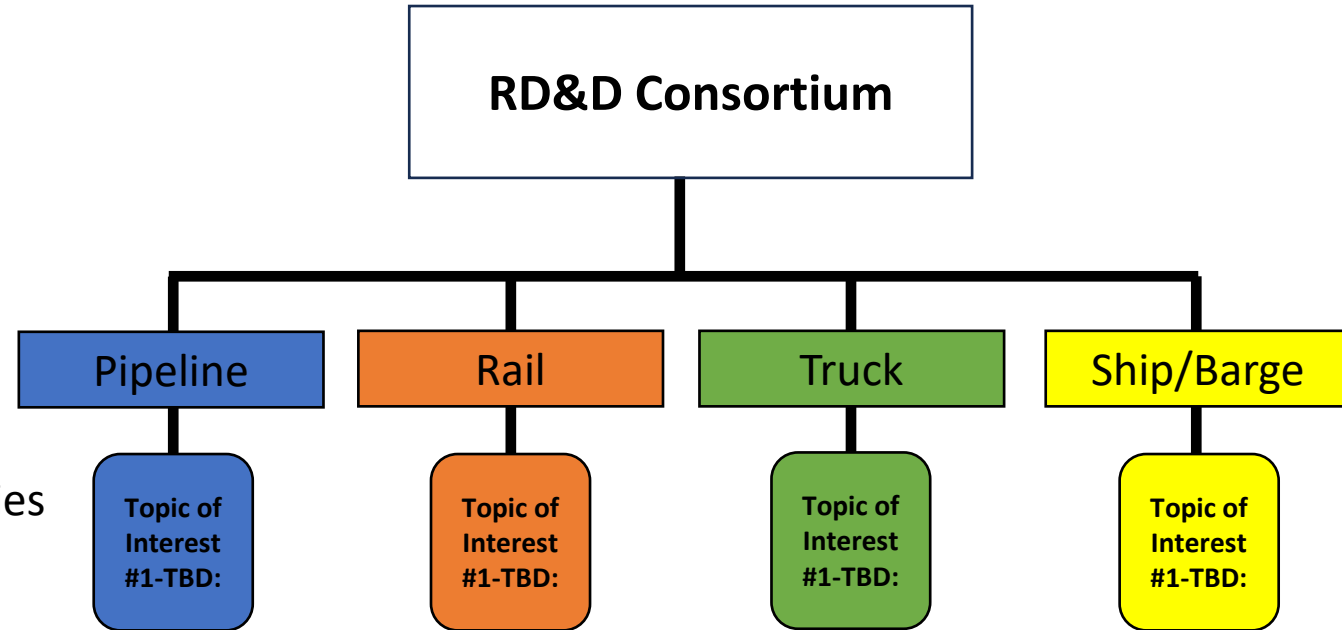 RD&D Consortium
Pipeline
Rail
Truck
Ship/Barge
ies
Topic of
Interest
#1-TBD:
Topic of
Interest
#1-TBD:
Topic of
Interest
#1-TBD:
Topic of
Interest
#1-TBD: